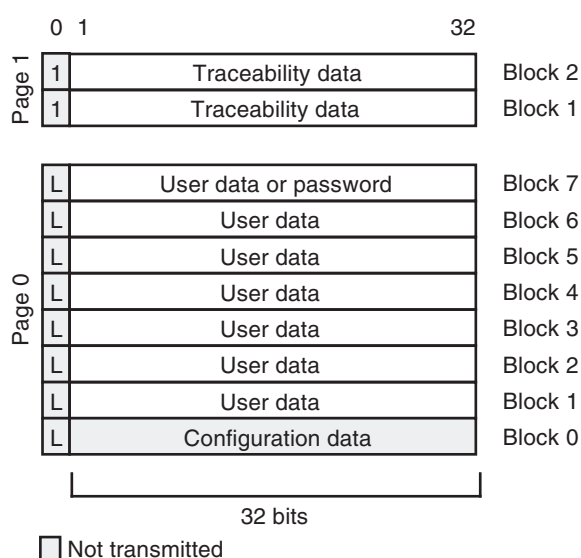 0 1 32
Page 1
1 Traceability data Block 2
1 Traceability data Block 1
Page 0
L User data or password Block 7
L User data Block 6
L User data Block 5
L User data Block 4
L User data Block 3
L User data Block 2
L User data Block 1
L Configuration data Block 0
32 bits
Not transmitted